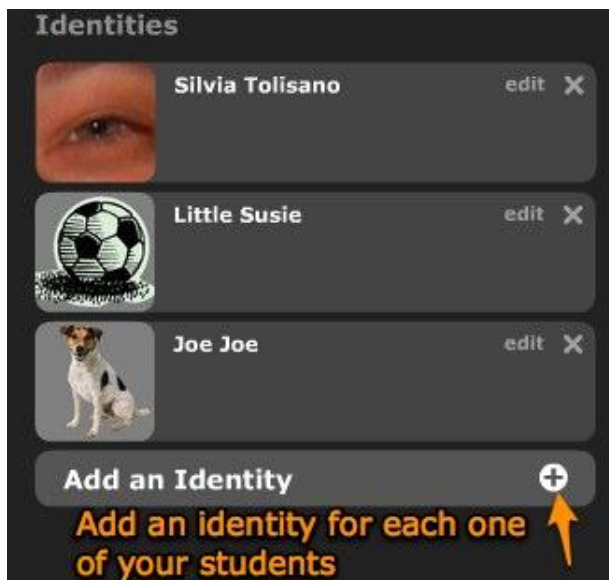 Identities
Silvia Tolisano edit
Little Susie edit
Joe Joe edit
Add an Identity
Add an identity for each one
of your students